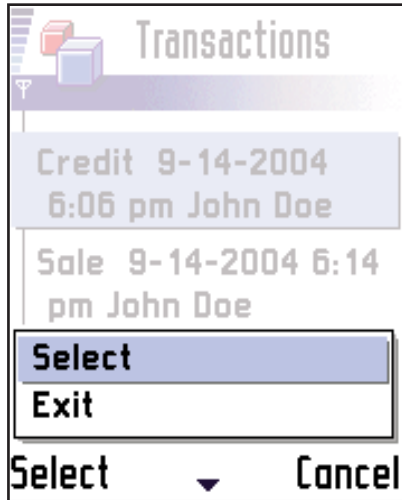 Transactions
Credit 9-14-2004
6:06 pm John Doe
Sale 9-14-2004 6:14
pm John Doe
Select
Exit
Select Cancel